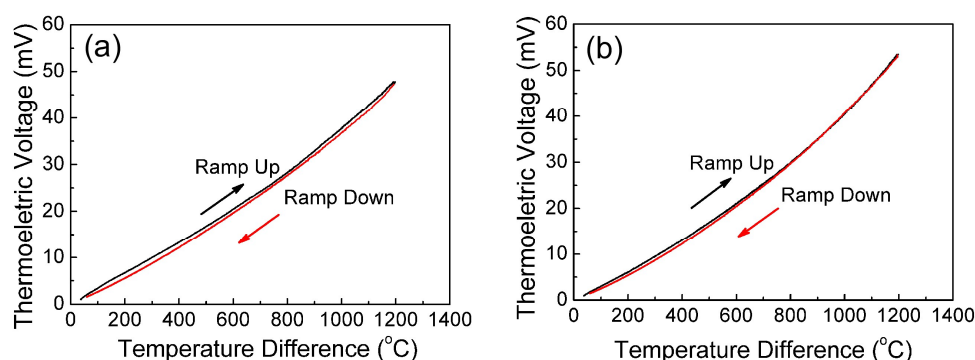 (a)
Thermoeletric Voltage (mV)
60
50
40
30
20
10
0
Ramp Up
Ramp Down
0 200 400 600 800 1000 1200 1400
Temperature Difference (°C)
(b)
Thermoeletric Voltage (mV)
60
50
40
30
20
10
0
Ramp Up
Ramp Down
0 200 400 600 800 1000 1200 1400
Temperature Difference (°C)